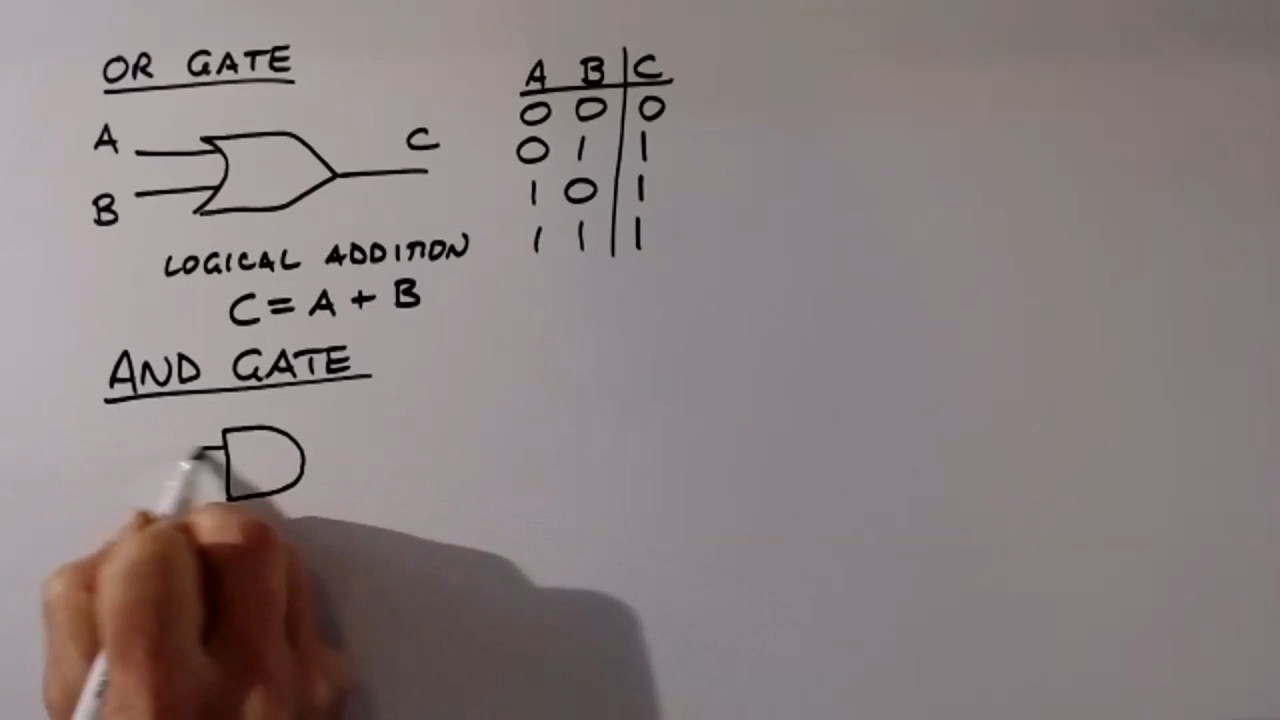 OR GATE
A
B
C
LOGICAL ADDITION
C = A + B
A B C
0 0 0
0 1 1
1 0 1
1 1 1
AND GATE